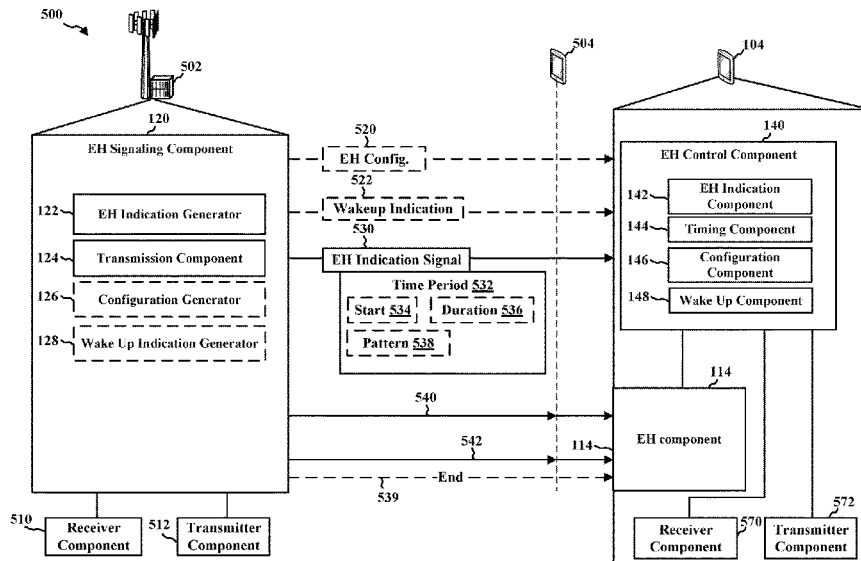 500
502
504
104
120
EH Signaling Component
122
EH Indication Generator
124
Transmission Component
126
Configuration Generator
128
Wake Up Indication Generator
520
EH Config.
522
Wakeup Indication
530
EH Indication Signal
Time Period 532
Start 534
Duration 536
Pattern 538
540
542
End
539
140
EH Control Component
142
EH Indication
Component
144
Timing Component
146
Configuration
Component
148
Wake Up Component
114
EH component
114
510
Receiver
Component
512
Transmitter
Component
Receiver
Component
570
572
Transmitter
Component